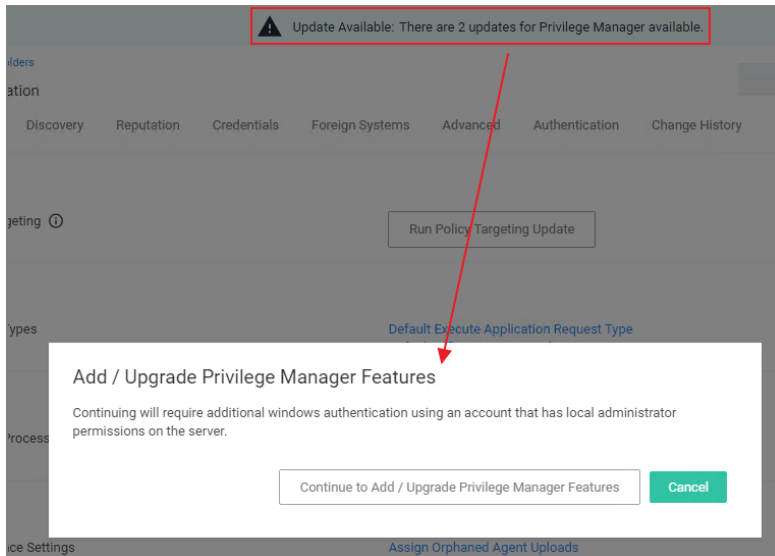 Update Available: There are 2 updates for Privilege Manager available.
olders
ation
Discovery Reputation Credentials Foreign Systems Advanced Authentication Change History
geting
Run Policy Targeting Update
Types
Default Execute Application Request Type
Add / Upgrade Privilege Manager Features
Continuing will require additional windows authentication using an account that has local administrator
permissions on the server.
Process
Continue to Add / Upgrade Privilege Manager Features Cancel
ce Settings
Assign Orphaned Agent Uploads